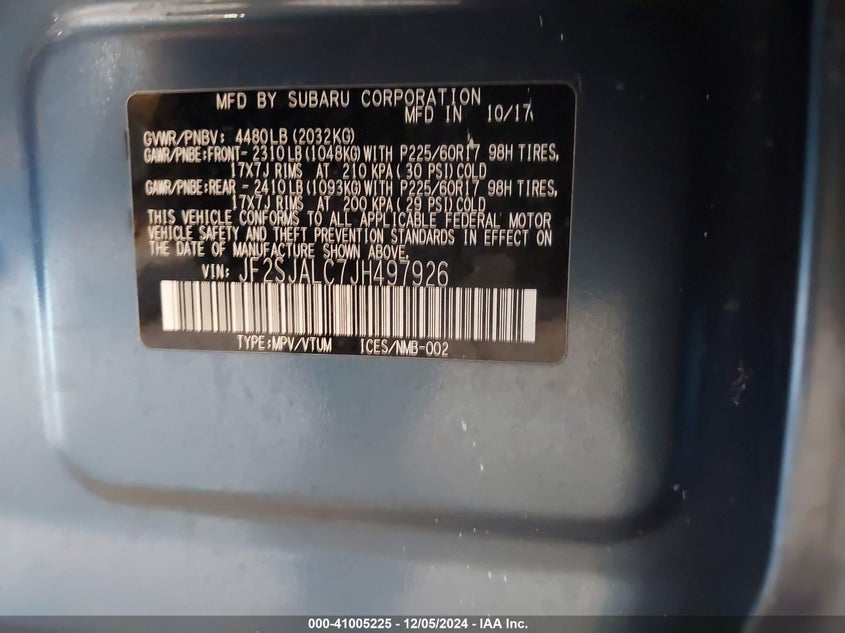 MFD BY SUBARU CORPORATION
MFD IN 10/17
GVWR/PNBV: 4480LB(2032KG)
GAWR/PNBE:FRONT- 2310LB(1048KG)WITH P225/60R17 98H TIRES,
17X7J RIMS AT 210 KPA( 30 PSI)COLD
GAWR/PNBE:REAR - 2410LB(1093KG)WITH P225/60R17 98H TIRES,
17X7J RIMS AT 200 KPA( 29 PSI)COLD
THIS VEHICLE CONFORMS TO ALL APPLICABLE FEDERAL MOTOR
VEHICLE SAFETY AND THEFT PREVENTION STANDARDS IN EFFECT ON
THE DATE OF MANUFACTURE SHOWN ABOVE.
VIN: JF2SJALC7JH497926
TYPE:MPV/VTUM ICES/NMB-002
000-41005225 - 12/05/2024 - IAA Inc.